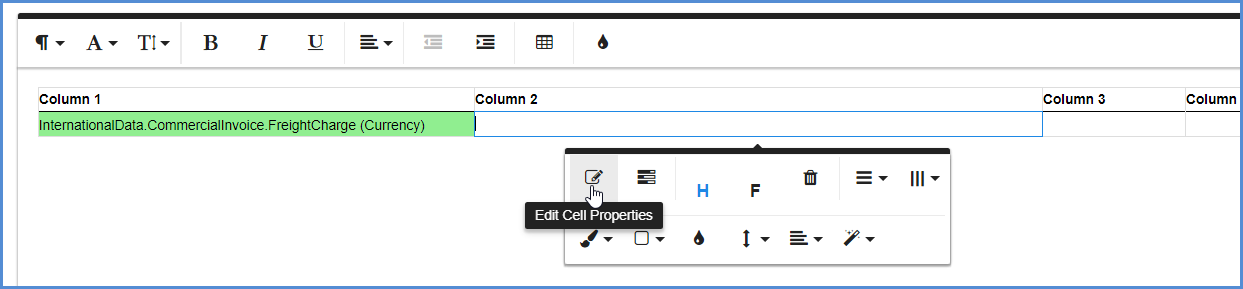 ¶ A T B I U
Column 1 Column 2 Column 3 Column
InternationalData.CommercialInvoice.FreightCharge (Currency)
H F
Edit Cell Properties